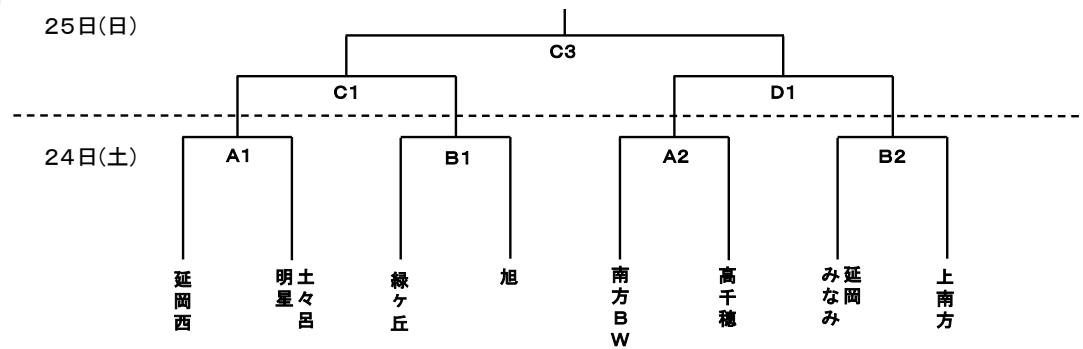 25日(日)
C3
C1
D1
24日(土)
A1
B1
A2
B2
延岡西
土々呂
明星
緑ヶ丘
旭
南方BW
高千穂
延岡
みなみ
上南方